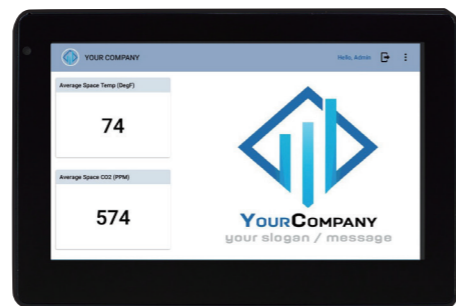 YOUR COMPANY
Hello, Admin
Average Space Temp (DegF)
74
Average Space CO2 (PPM)
574
YOURCOMPANY
your slogan / message